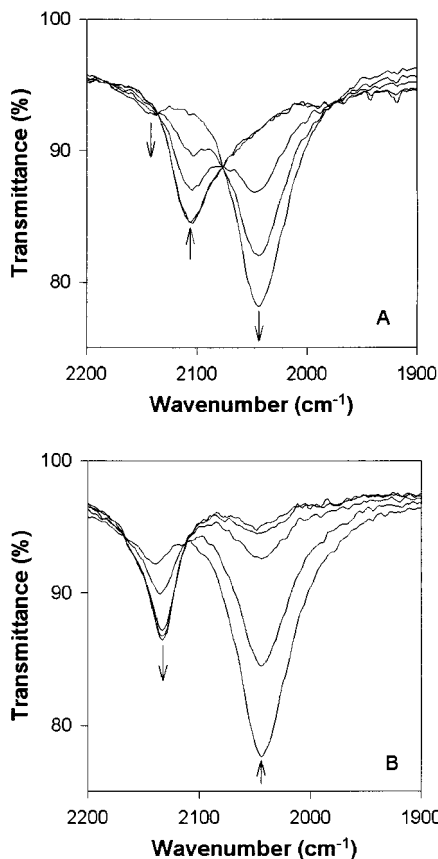 100
90
80
Transmittance (%)
A
2200 2100 2000 1900
Wavenumber (cm⁻¹)
100
90
80
Transmittance (%)
B
2200 2100 2000 1900
Wavenumber (cm⁻¹)